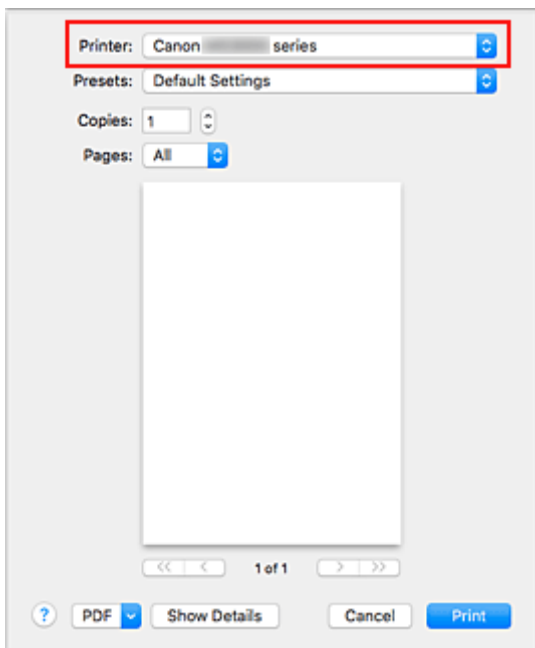 Printer: Canon series
Presets: Default Settings
Copies: 1
Pages: All
<< < 1 of 1 > >>
? PDF Show Details Cancel Print